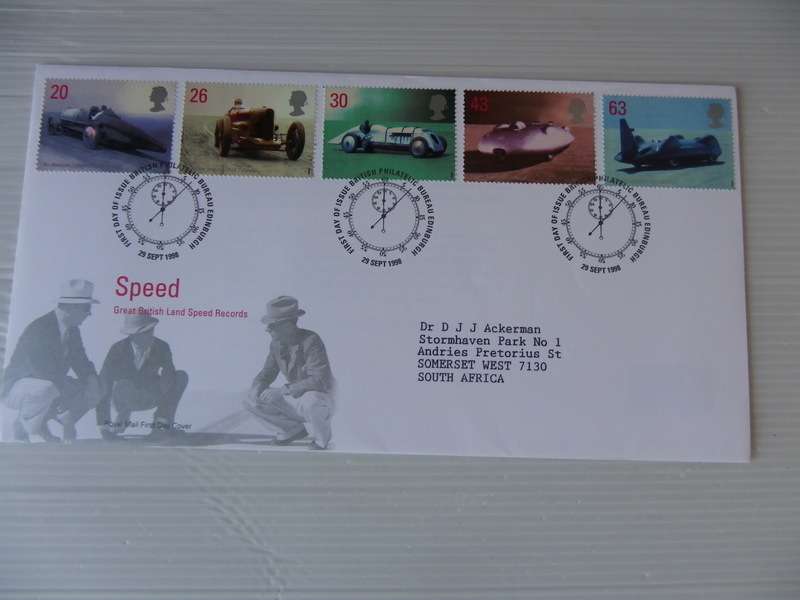 20
26
30
43
63
FIRST DAY OF ISSUE BRITISH PHILATELIC BUREAU EDINBURGH
29 SEPT 1998
FIRST DAY OF ISSUE BRITISH PHILATELIC BUREAU EDINBURGH
29 SEPT 1998
FIRST DAY OF ISSUE BRITISH PHILATELIC BUREAU EDINBURGH
29 SEPT 1998
Speed
Great British Land Speed Records
Dr D J J Ackerman
Stormhaven Park No 1
Andries Pretorius St
SOMERSET WEST 7130
SOUTH AFRICA
Royal Mail First Day Cover